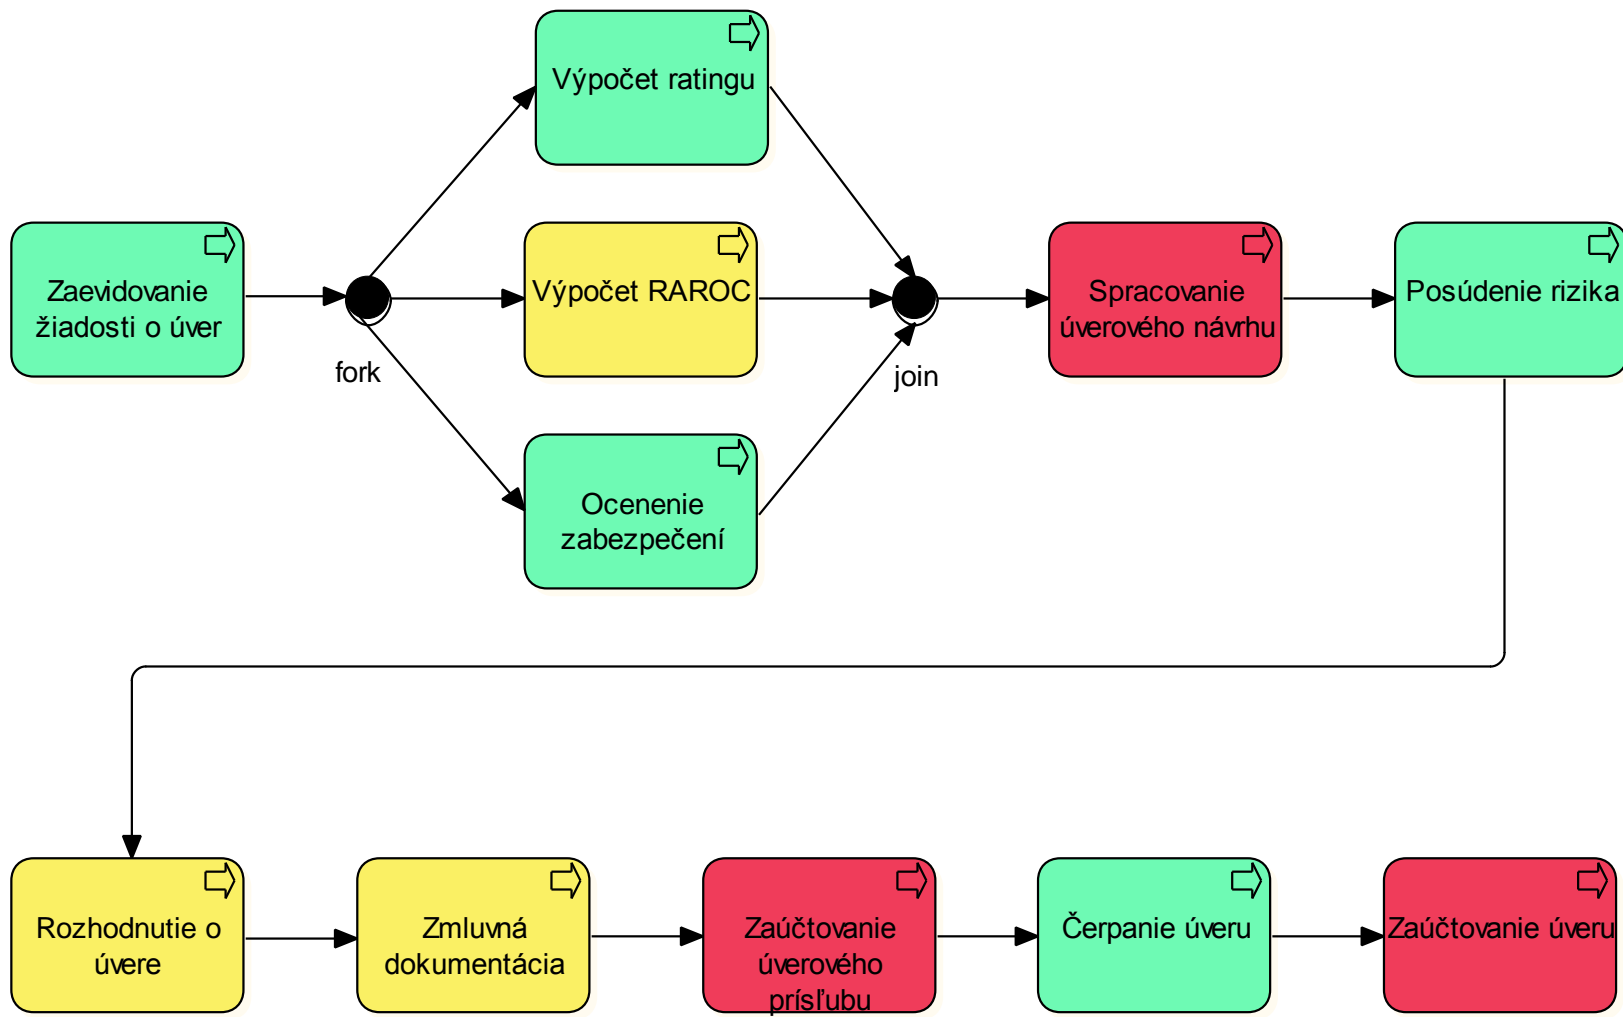 Výpočet ratingu
Zaevidovanie
žiadosti o úver
fork
Výpočet RAROC
Ocenenie
zabezpečení
join
Spracovanie
úverového návrhu
Posúdenie rizika
Rozhodnutie o
úvere
Zmluvná
dokumentácia
Zaúčtovanie
úverového
prísľubu
Čerpanie úveru
Zaúčtovanie úveru